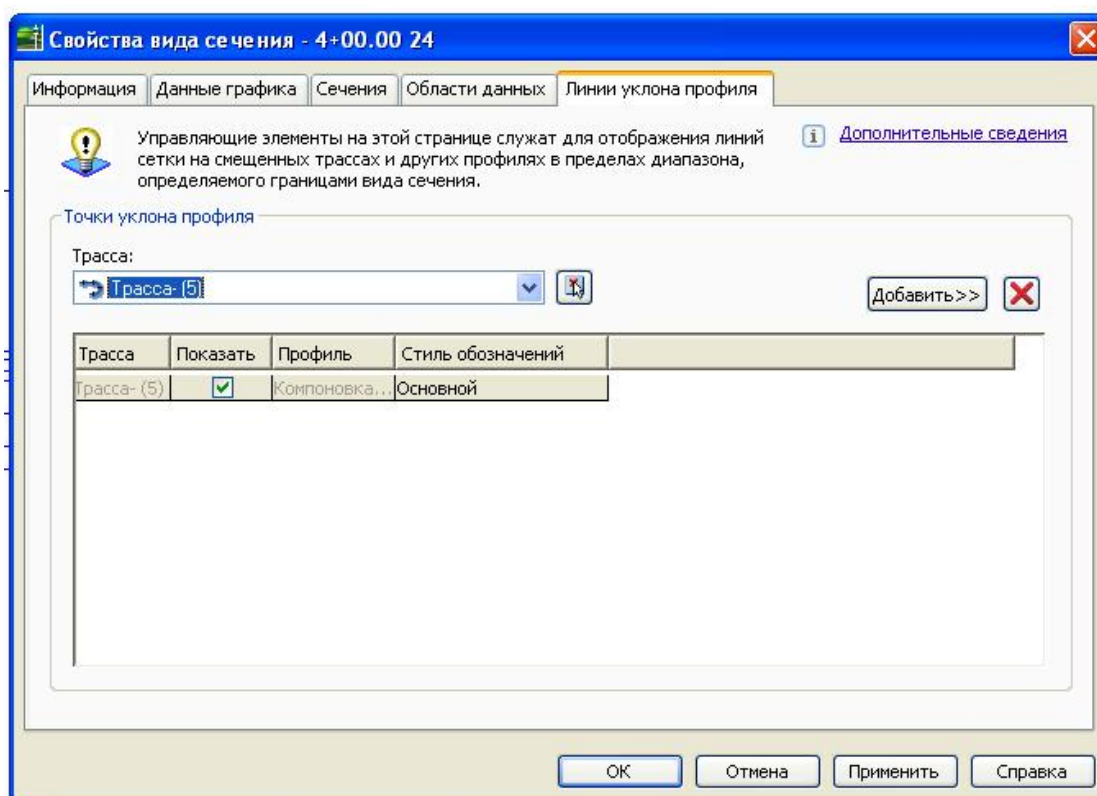 Свойства вида сечения - 4+00.00 24
Информация Данные графика Сечения Области данных Линии уклона профиля
Управляющие элементы на этой странице служат для отображения линий
сетки на смещенных трассах и других профилях в пределах диапазона,
определяемого границами вида сечения.
Дополнительные сведения
Точки уклона профиля
Трасса:
Трасса- (5)
Добавить>>
Трасса Показать Профиль Стиль обозначений
Трасса- (5) Компоновка... Основной
ОК Отмена Применить Справка